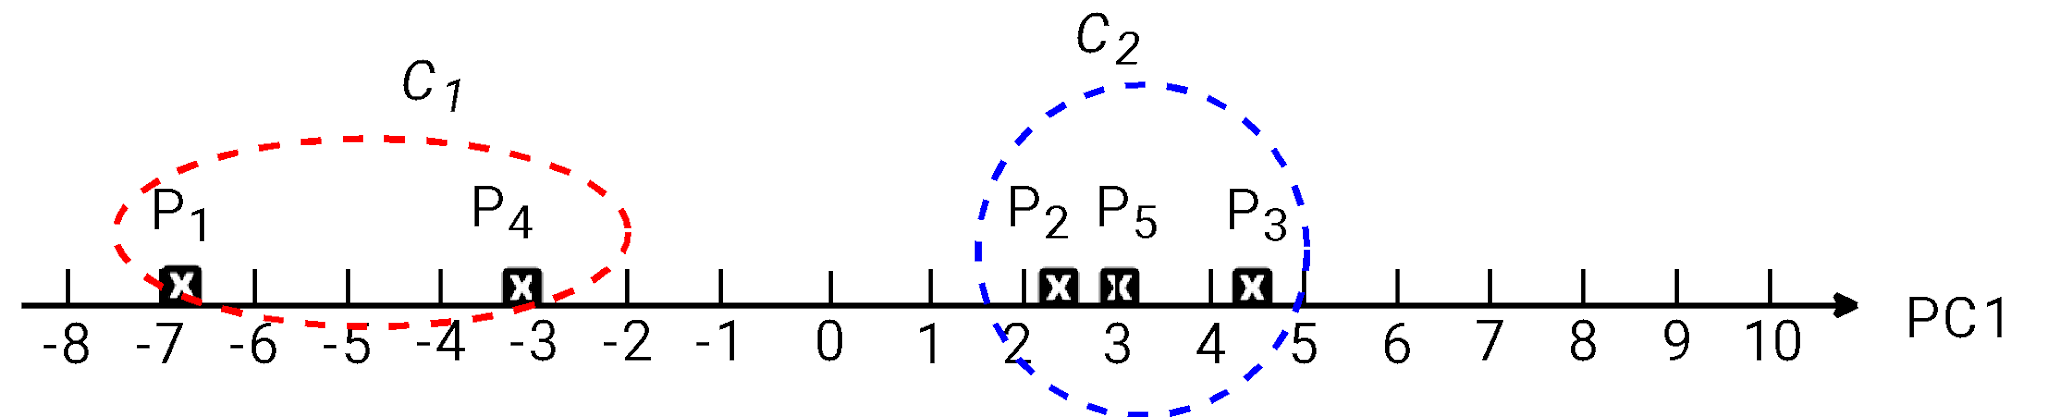 C₁
C₂
P₁ P₄ P₂ P₅ P₃
x x x x x
-8 -7 -6 -5 -4 -3 -2 -1 0 1 2 3 4 5 6 7 8 9 10 PC1